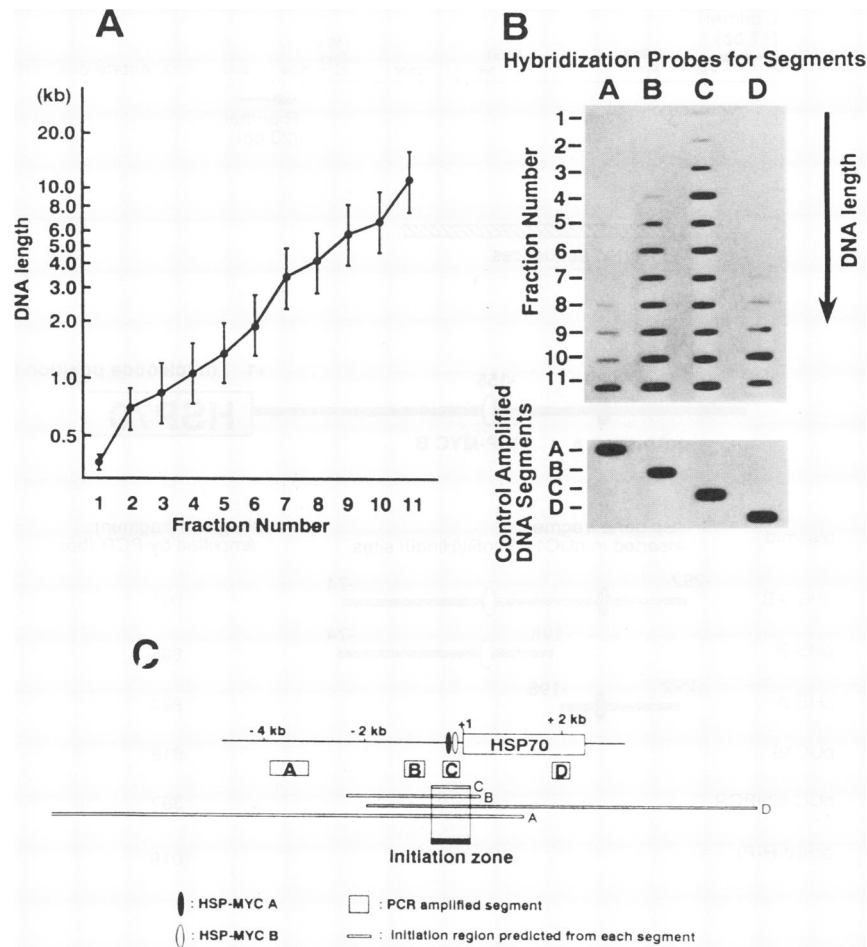 A
(kb)
20.0
10.0
8.0
6.0
5.0
4.0
3.0
2.0
1.0
0.5
DNA length
1 2 3 4 5 6 7 8 9 10 11
Fraction Number
B
Hybridization Probes for Segments
A B C D
1
2
3
4
5
6
7
8
9
10
11
Fraction Number
DNA length
A
B
C
D
Control Amplified
DNA Segments
C
- 4 kb - 2 kb +1 + 2 kb
HSP70
A B C D
C
B
D
A
Initiation zone
: HSP-MYC A : PCR amplified segment
: HSP-MYC B : Initiation region predicted from each segment